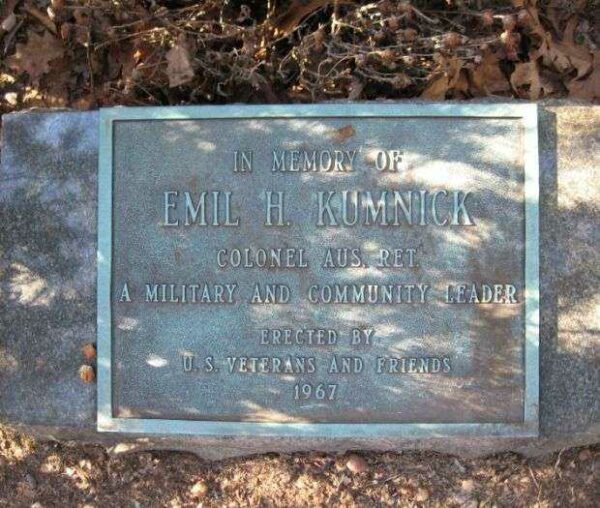 IN MEMORY OF
EMIL H. KUMNICK
COLONEL AUS. RET.
A MILITARY AND COMMUNITY LEADER
ERECTED BY
U. S. VETERANS AND FRIENDS
1967